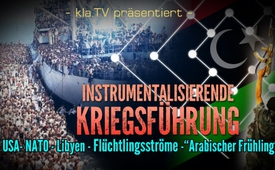 - kla.TV präsentiert -
INSTRUMENTALISIERENDE
KRIEGSFÜHRUNG
USA- NATO - Libyen - Flüchtlingsströme -"Arabischer Frühling"